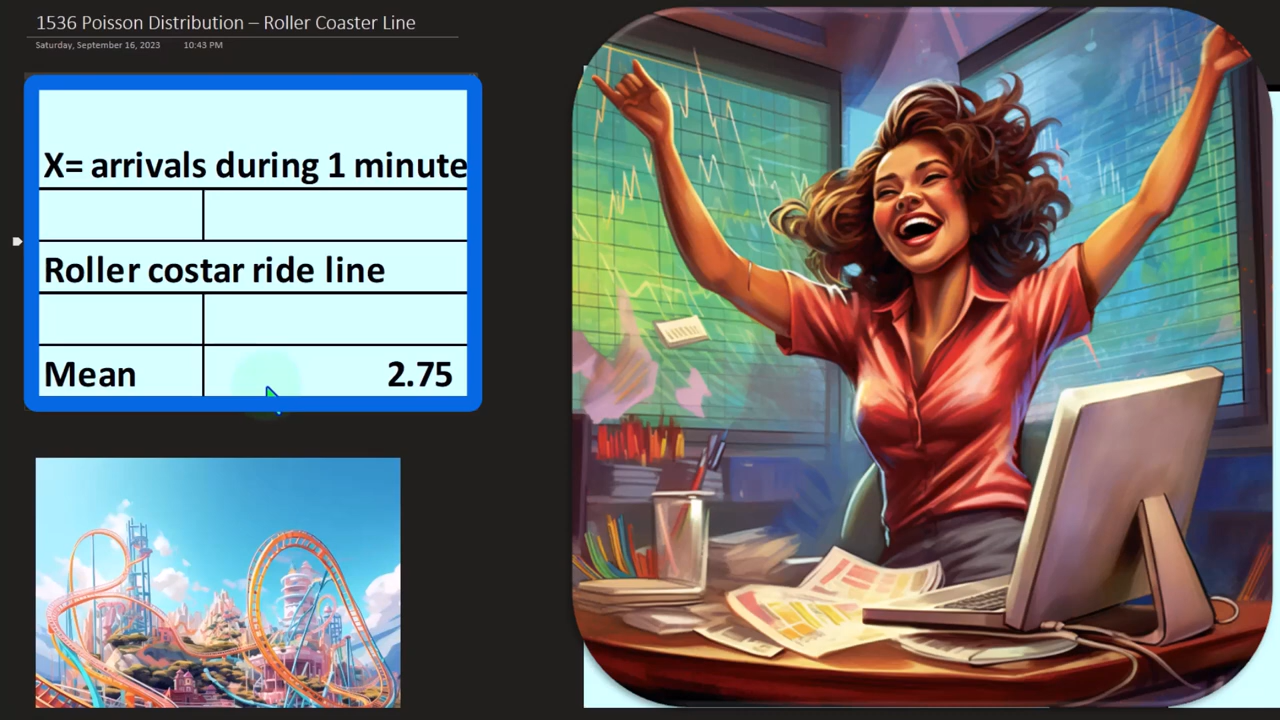 1536 Poisson Distribution – Roller Coaster Line
Saturday, September 16, 2023 10:43 PM
X= arrivals during 1 minute
Roller costar ride line
Mean 2.75